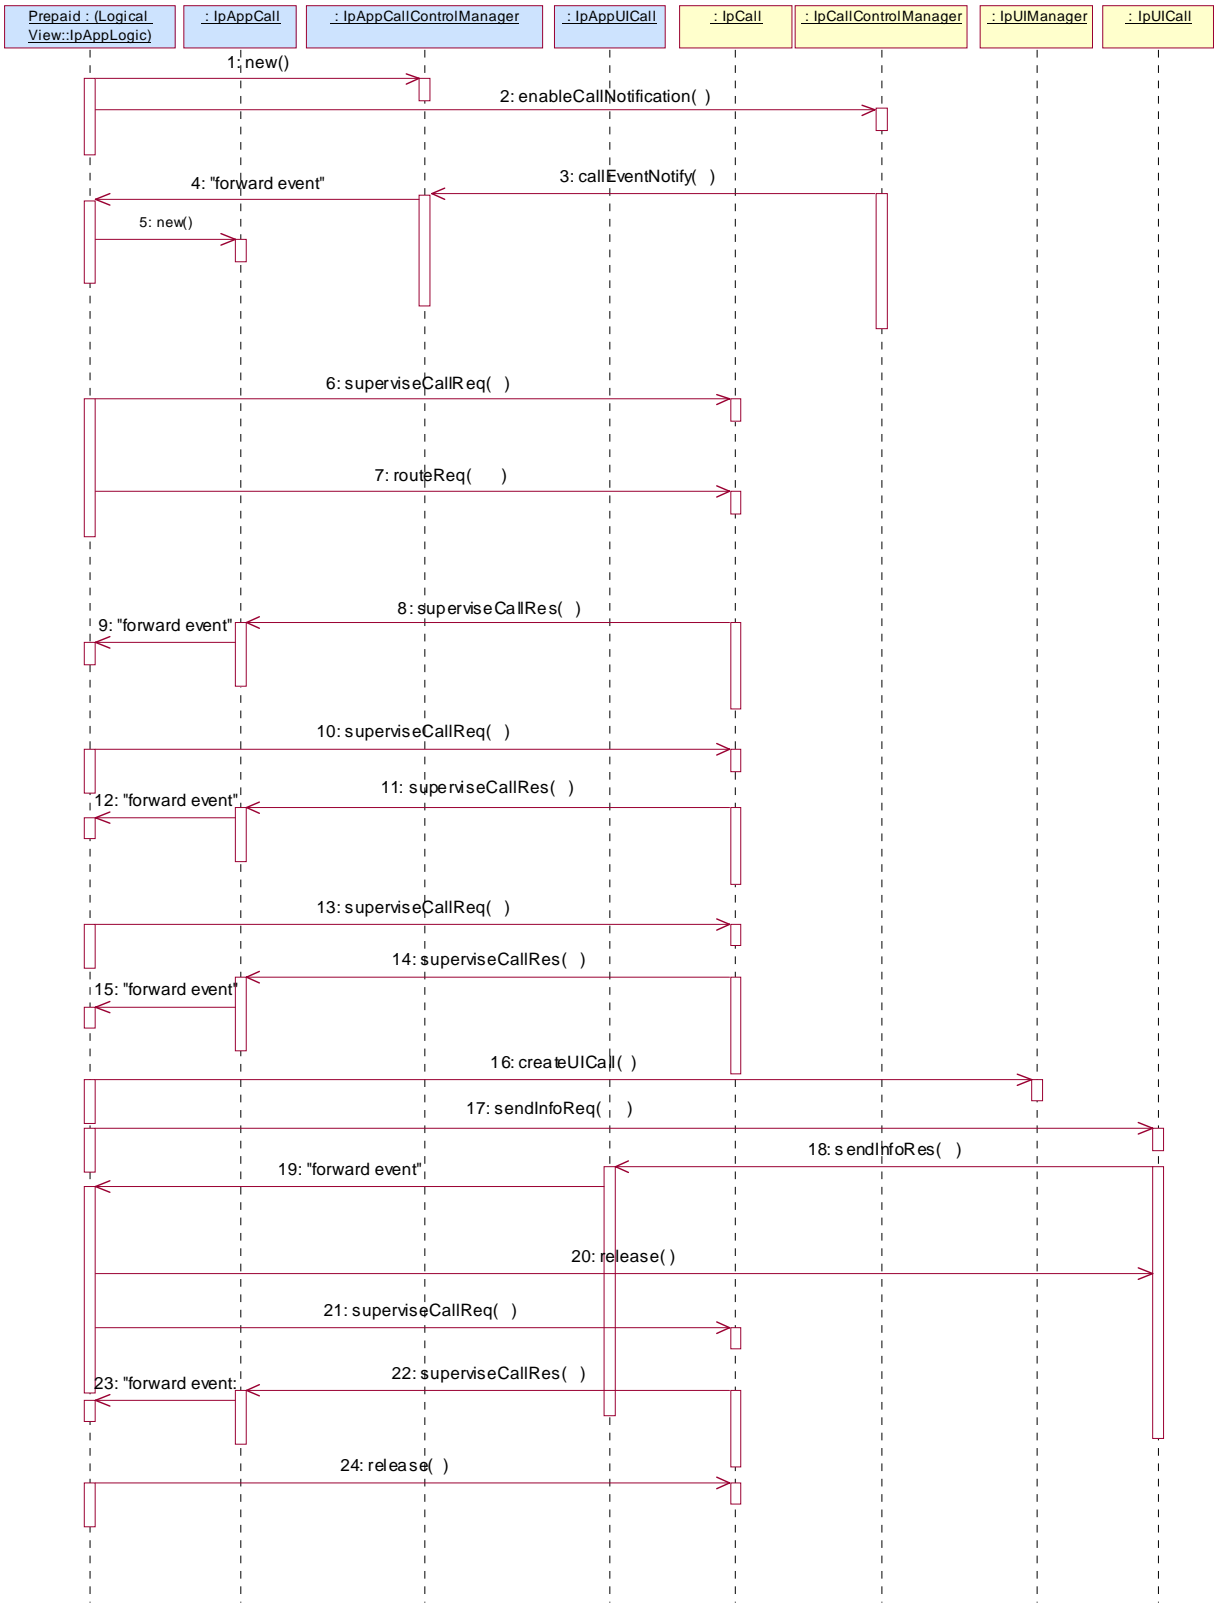 Prepaid : (Logical
View::IpAppLogic)
: IpAppCall
: IpAppCallControlManager
: IpAppUICall
: IpCall
: IpCallControlManager
: IpUIManager
: IpUICall
1: new()
2: enableCallNotification( )
3: callEventNotify( )
4: "forward event"
5: new()
6: superviseCallReq( )
7: routeReq( )
8: superviseCallRes( )
9: "forward event"
10: superviseCallReq( )
11: superviseCallRes( )
12: "forward event"
13: superviseCallReq( )
14: superviseCallRes( )
15: "forward event"
16: createUICall( )
17: sendInfoReq( )
18: sendInfoRes( )
19: "forward event"
20: release( )
21: superviseCallReq( )
22: superviseCallRes( )
23: "forward event:
24: release( )